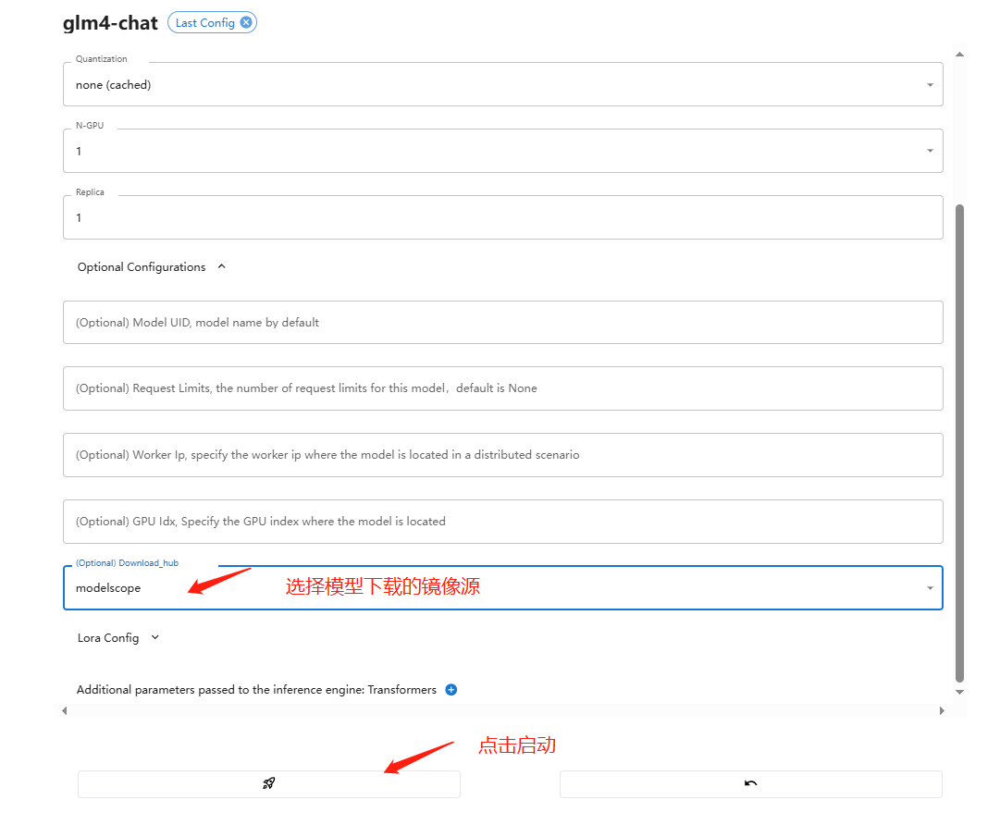 glm4-chat Last Config
Quantization
none (cached)
N-GPU
1
Replica
1
Optional Configurations
(Optional) Model UID, model name by default
(Optional) Request Limits, the number of request limits for this model，default is None
(Optional) Worker Ip, specify the worker ip where the model is located in a distributed scenario
(Optional) GPU Idx, Specify the GPU index where the model is located
(Optional) Download_hub
modelscope 选择模型下载的镜像源
Lora Config
Additional parameters passed to the inference engine: Transformers
点击启动